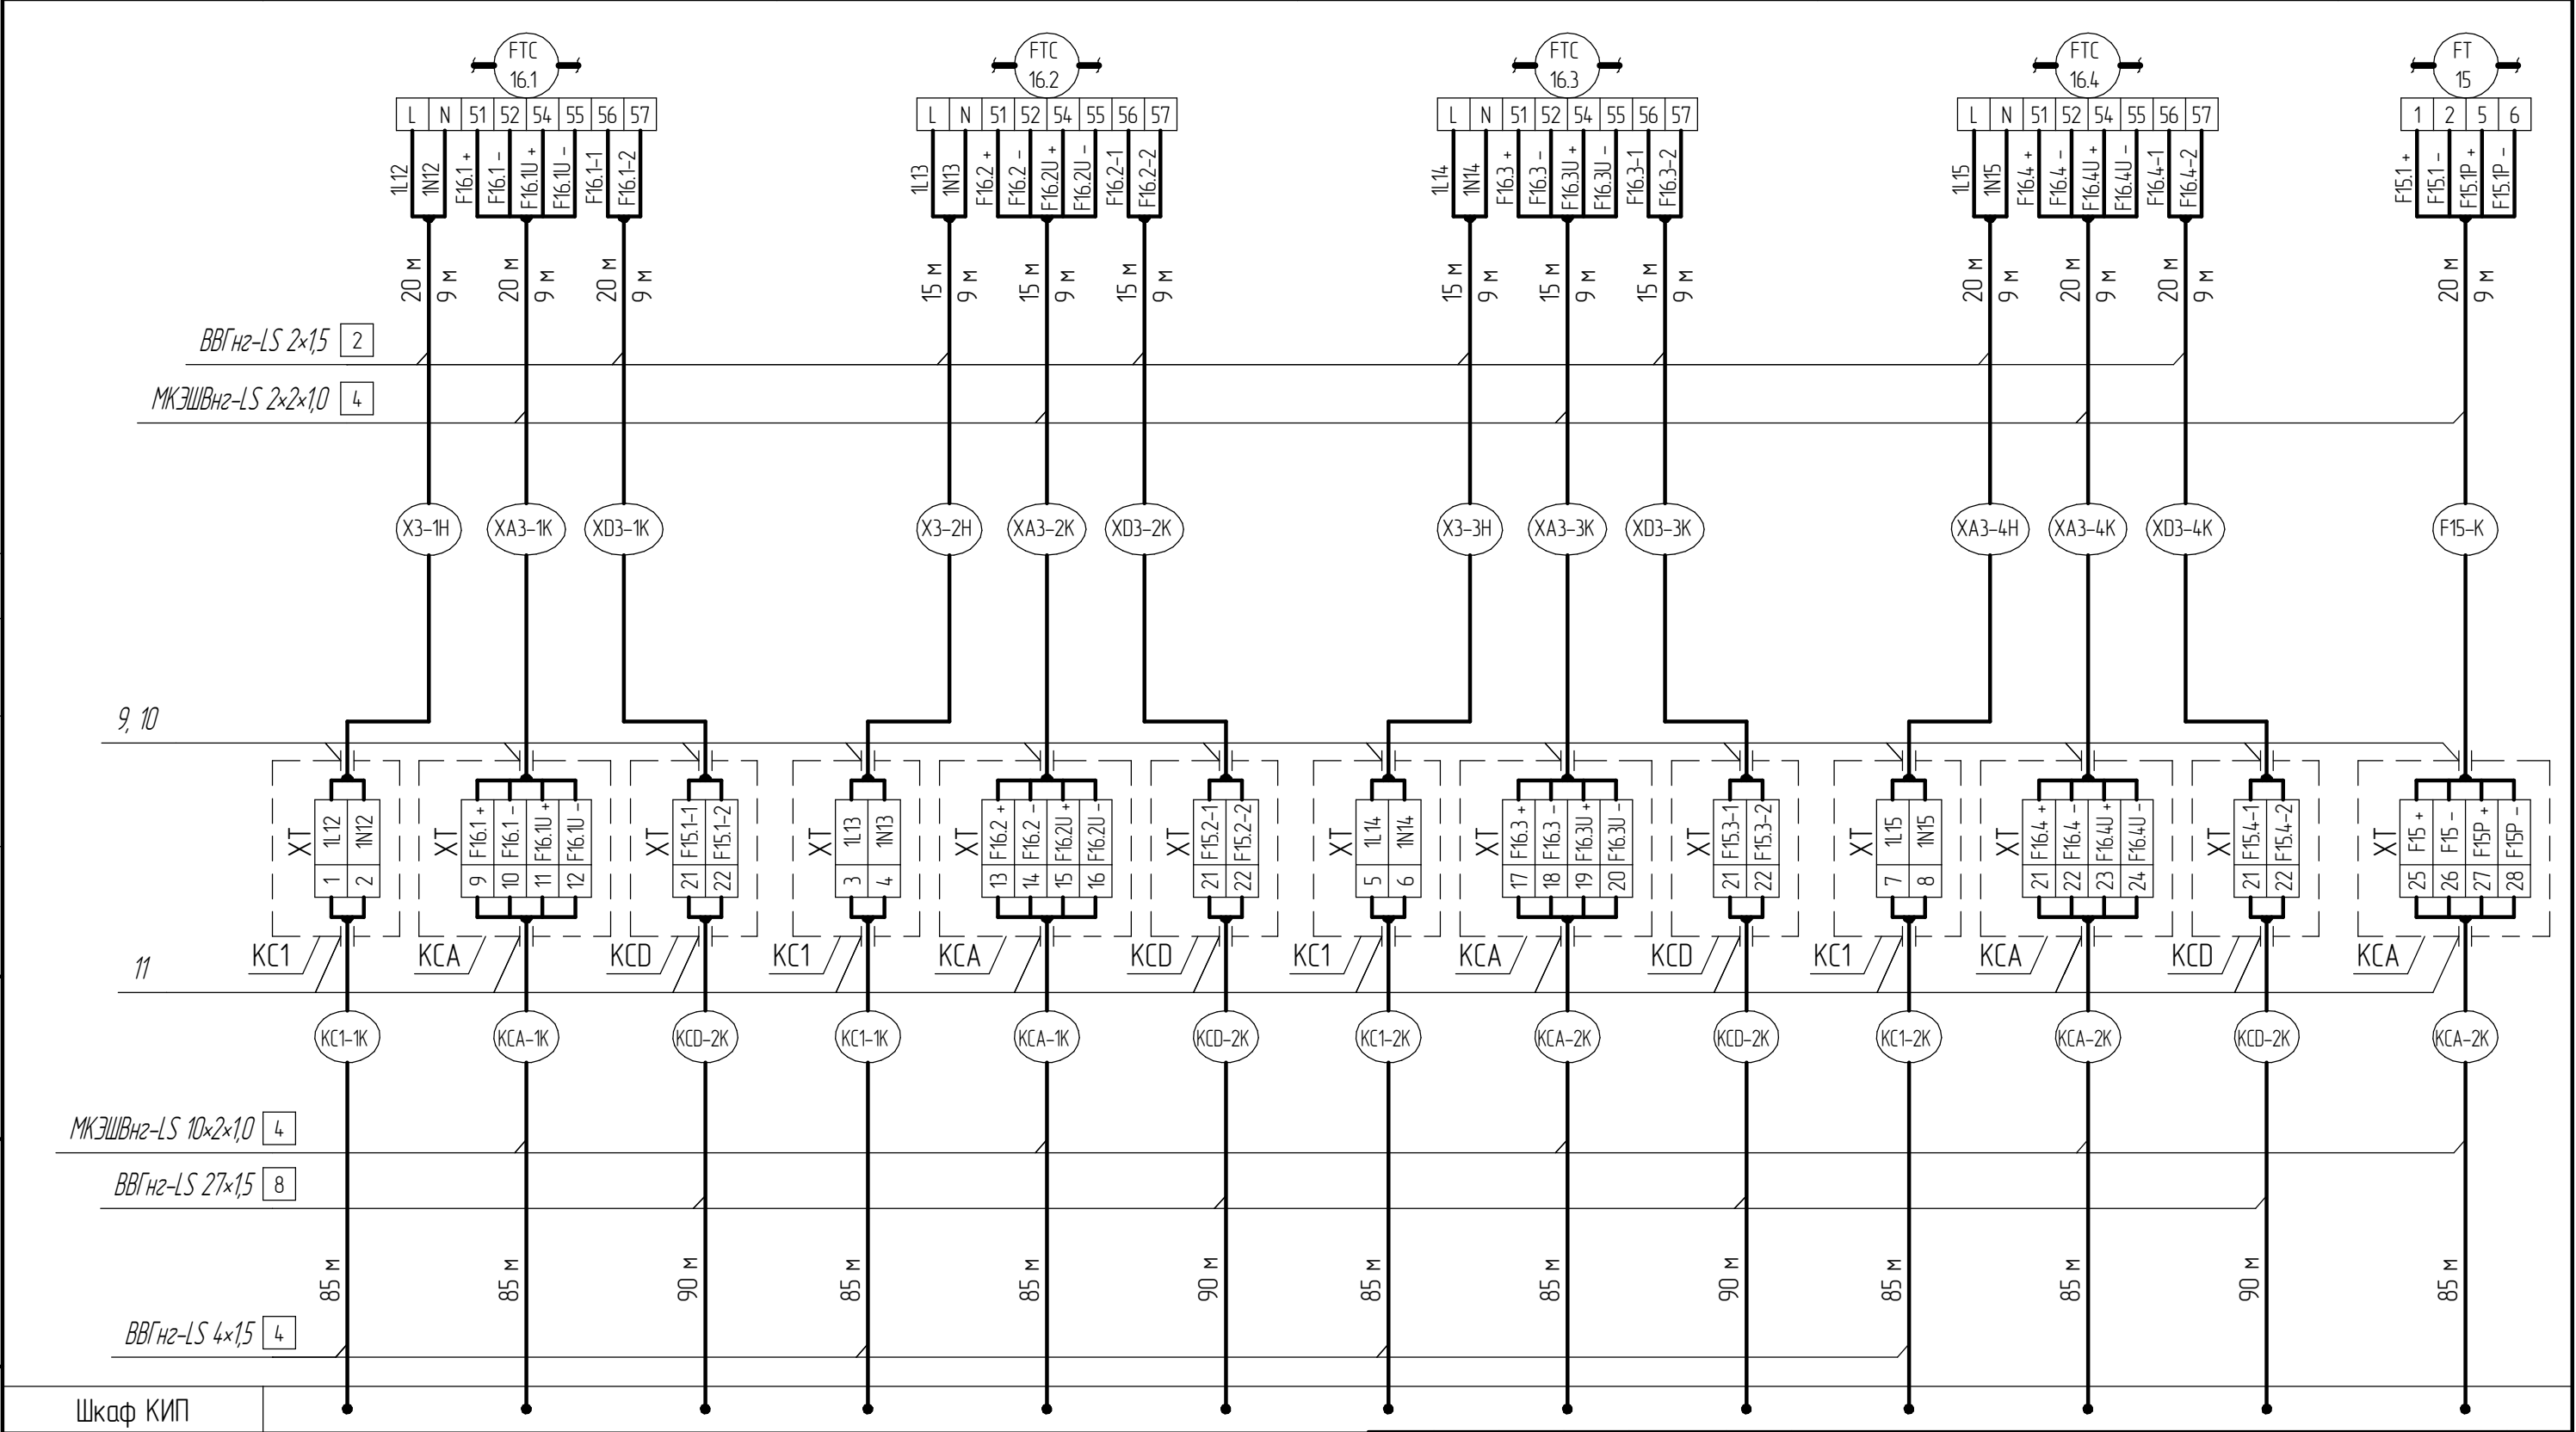 FTC
16.1
FTC
16.2
FTC
16.3
FTC
16.4
FT
15
L N 51 52 54 55 56 57
L N 51 52 54 55 56 57
L N 51 52 54 55 56 57
L N 51 52 54 55 56 57
1 2 5 6
1L12 1N12 F16.1 + F16.1 - F16.1U + F16.1U - F16.1-1 F16.1-2
1L13 1N13 F16.2 + F16.2 - F16.2U + F16.2U - F16.2-1 F16.2-2
1L14 1N14 F16.3 + F16.3 - F16.3U + F16.3U - F16.3-1 F16.3-2
1L15 1N15 F16.4 + F16.4 - F16.4U + F16.4U - F16.4-1 F16.4-2
F15.1 + F15.1 - F15.1P + F15.1P -
20 м 9 м 20 м 9 м 20 м 9 м
15 м 9 м 15 м 9 м 15 м 9 м
15 м 9 м 15 м 9 м 15 м 9 м
20 м 9 м 20 м 9 м 20 м 9 м
20 м 9 м
ВВГнг-LS 2×1,5 2
МКЭШВнг-LS 2×2×1,0 4
X3-1H XA3-1K XD3-1K X3-2H XA3-2K XD3-2K X3-3H XA3-3K XD3-3K XA3-4H XA3-4K XD3-4K F15-K
9, 10
XT 1L12 1N12
1 2
XT F16.1 + F16.1 - F16.1U + F16.1U -
9 10 11 12
XT F15.1-1 F15.1-2
21 22
XT 1L13 1N13
3 4
XT F16.2 + F16.2 - F16.2U + F16.2U -
13 14 15 16
XT F15.2-1 F15.2-2
21 22
XT 1L14 1N14
5 6
XT F16.3 + F16.3 - F16.3U + F16.3U -
17 18 19 20
XT F15.3-1 F15.3-2
21 22
XT 1L15 1N15
7 8
XT F16.4 + F16.4 - F16.4U + F16.4U -
21 22 23 24
XT F15.4-1 F15.4-2
21 22
XT F15 + F15 - F15P + F15P -
25 26 27 28
KC1 KCA KCD KC1 KCA KCD KC1 KCA KCD KC1 KCA KCD KCA
11
KC1-1K KCA-1K KCD-2K KC1-1K KCA-1K KCD-2K KC1-2K KCA-2K KCD-2K KC1-2K KCA-2K KCD-2K KCA-2K
МКЭШВнг-LS 10×2×1,0 4
ВВГнг-LS 27×1,5 8
85 м 85 м 90 м 85 м 85 м 90 м 85 м 85 м 90 м 85 м 85 м 90 м 85 м
ВВГнг-LS 4×1,5 4
Шкаф КИП